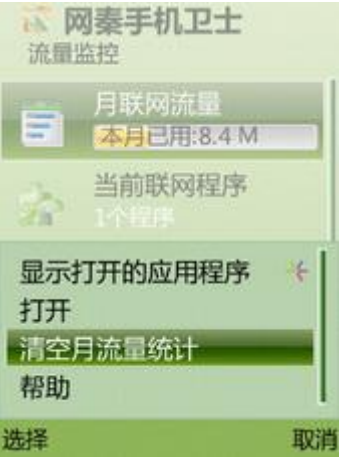 网秦手机卫士
流量监控
月联网流量
本月已用:8.4 M
当前联网程序
1个程序
显示打开的应用程序
打开
清空月流量统计
帮助
选择 取消